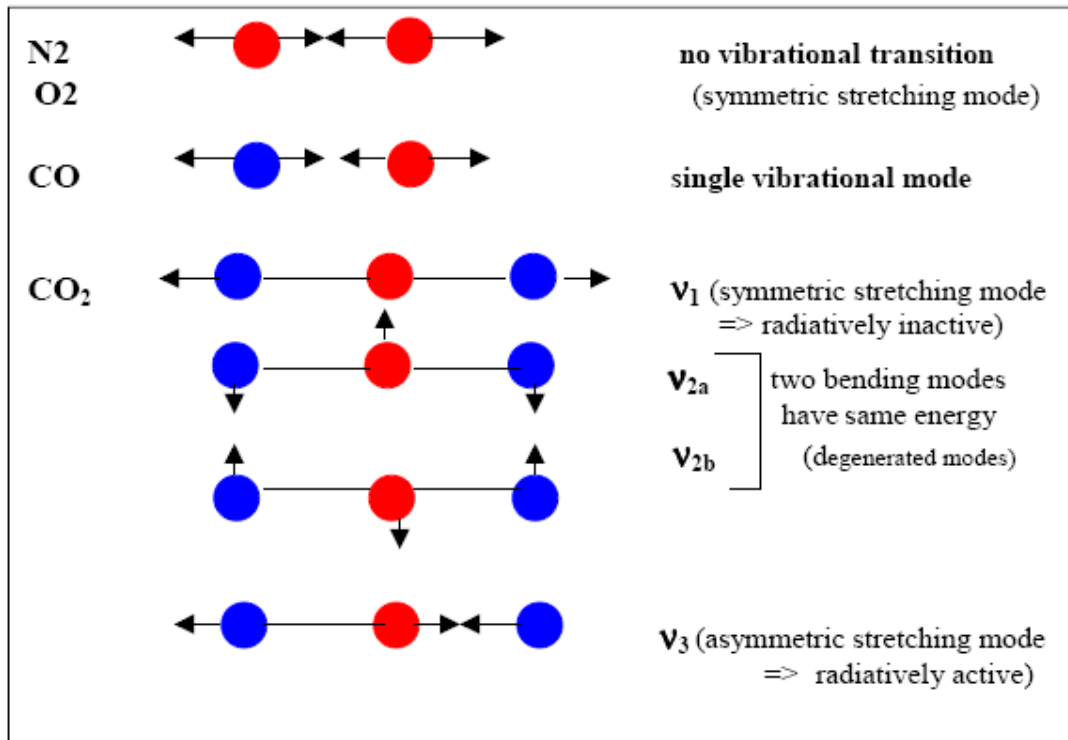 N2 no vibrational transition
O2 (symmetric stretching mode)
CO single vibrational mode
CO₂ ν₁ (symmetric stretching mode
=> radiatively inactive)
ν₂ₐ two bending modes
have same energy
ν₂b (degenerated modes)
ν₃ (asymmetric stretching mode
=> radiatively active)